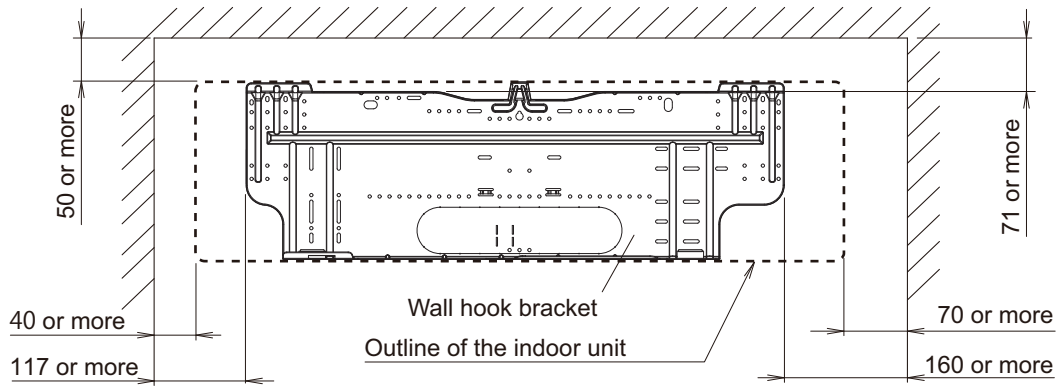 50 or more
71 or more
Wall hook bracket
40 or more
70 or more
Outline of the indoor unit
117 or more
160 or more